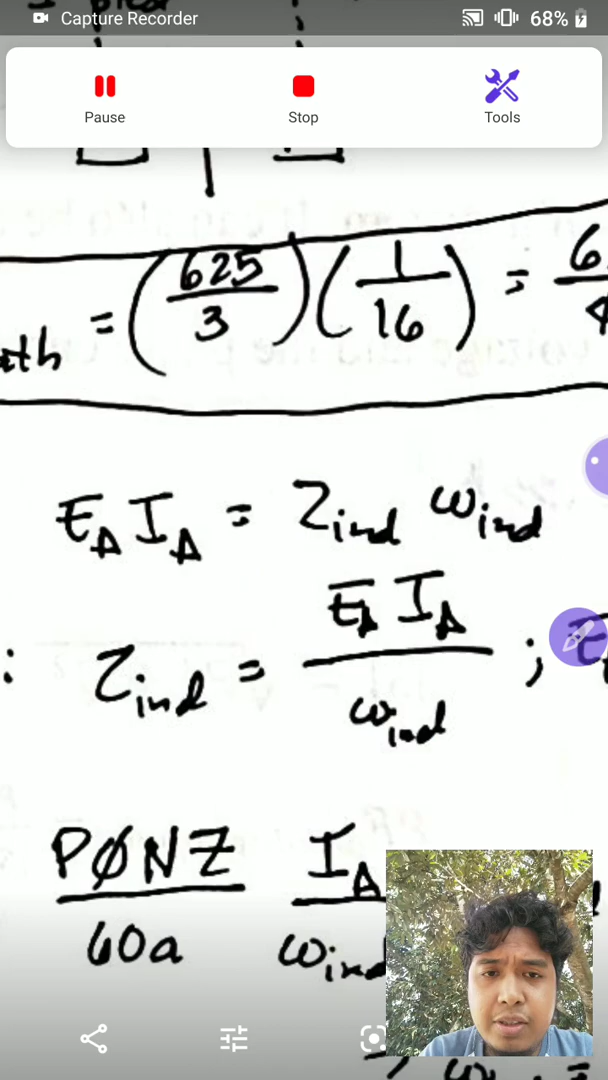 Capture Recorder 68%
Pause Stop Tools
= (625/3)(1/16) =
E_A I_A = τ_ind ω_ind
: τ_ind = E_A I_A / ω_ind ;
PØNZ/60a I_A/ω_ind